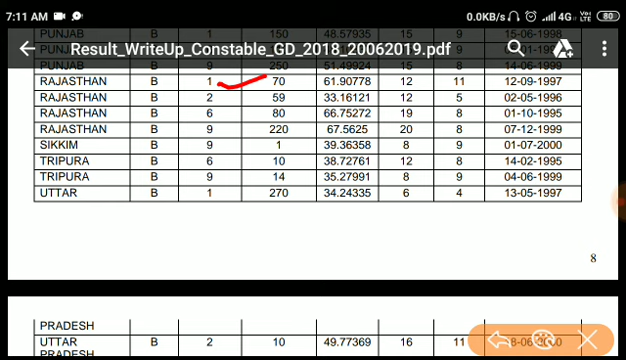 7:11 AM 0.0KB/s 4G VoLTE 80
PUNJAB B 1 150 48.57935 15 9 15-06-1998
Result_WriteUp_Constable_GD_2018_20062019.pdf
PUNJAB B 9 250 51.49924 15 8 14-06-1999
RAJASTHAN B 1 70 61.90778 12 11 12-09-1997
RAJASTHAN B 2 59 33.16121 12 5 02-05-1996
RAJASTHAN B 6 80 66.75272 19 8 01-10-1995
RAJASTHAN B 9 220 67.5625 20 8 07-12-1999
SIKKIM B 9 1 39.36358 8 9 01-07-2000
TRIPURA B 6 10 38.72761 12 8 14-02-1995
TRIPURA B 9 14 35.27991 8 9 04-06-1999
UTTAR B 1 270 34.24335 6 4 13-05-1997
8
PRADESH
UTTAR B 2 10 49.77369 16 11
PRADESH